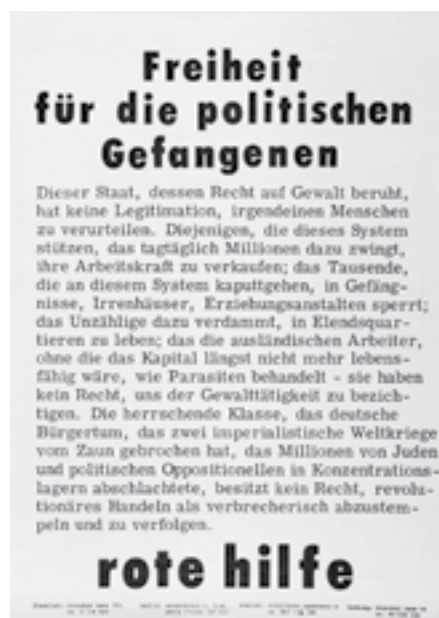 Freiheit
für die politischen
Gefangenen
Dieser Staat, dessen Recht auf Gewalt beruht,
hat keine Legitimation, irgendeinen Menschen
zu verurteilen. Diejenigen, die dieses System
stützen, das tagtäglich Millionen dazu zwingt,
ihre Arbeitskraft zu verkaufen; das Tausende,
die an diesem System kaputtgehen, in Gefäng-
nisse, Irrenhäuser, Erziehungsanstalten sperrt;
das Unzählige dazu verdammt, in Elendsquar-
tieren zu leben; das die ausländischen Arbeiter,
ohne die das Kapital längst nicht mehr lebens-
fähig wäre, wie Parasiten behandelt - sie haben
kein Recht, uns der Gewalttätigkeit zu bezich-
tigen. Die herrschende Klasse, das deutsche
Bürgertum, das zwei imperialistische Weltkriege
vom Zaun gebrochen hat, das Millionen von Juden
und politischen Oppositionellen in Konzentrations-
lagern abschlachtete, besitzt kein Recht, revolu-
tionäres Handeln als verbrecherisch abzustem-
peln und zu verfolgen.
rote hilfe